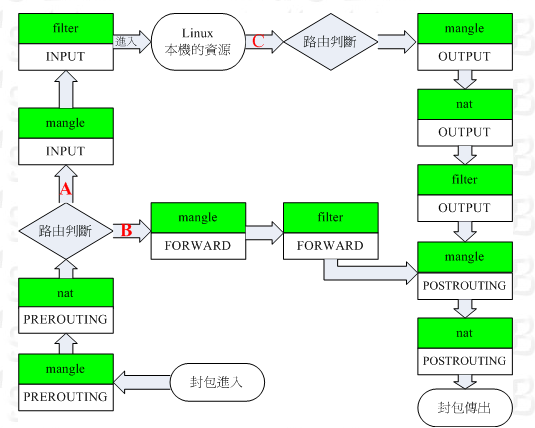 filter
INPUT
進入
Linux
本機的資源
C
路由判斷
mangle
OUTPUT
nat
OUTPUT
filter
OUTPUT
mangle
INPUT
A
路由判斷
B
mangle
FORWARD
filter
FORWARD
mangle
POSTROUTING
nat
PREROUTING
nat
POSTROUTING
mangle
PREROUTING
封包進入
封包傳出